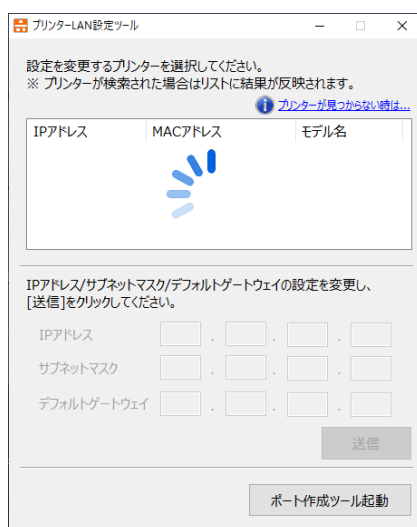 プリンターLAN設定ツール
設定を変更するプリンターを選択してください。
※ プリンターが検索された場合はリストに結果が反映されます。
プリンターが見つからない時は...
IPアドレス MACアドレス モデル名
IPアドレス/サブネットマスク/デフォルトゲートウェイの設定を変更し、
[送信]をクリックしてください。
IPアドレス . . .
サブネットマスク . . .
デフォルトゲートウェイ . . .
送信
ポート作成ツール起動